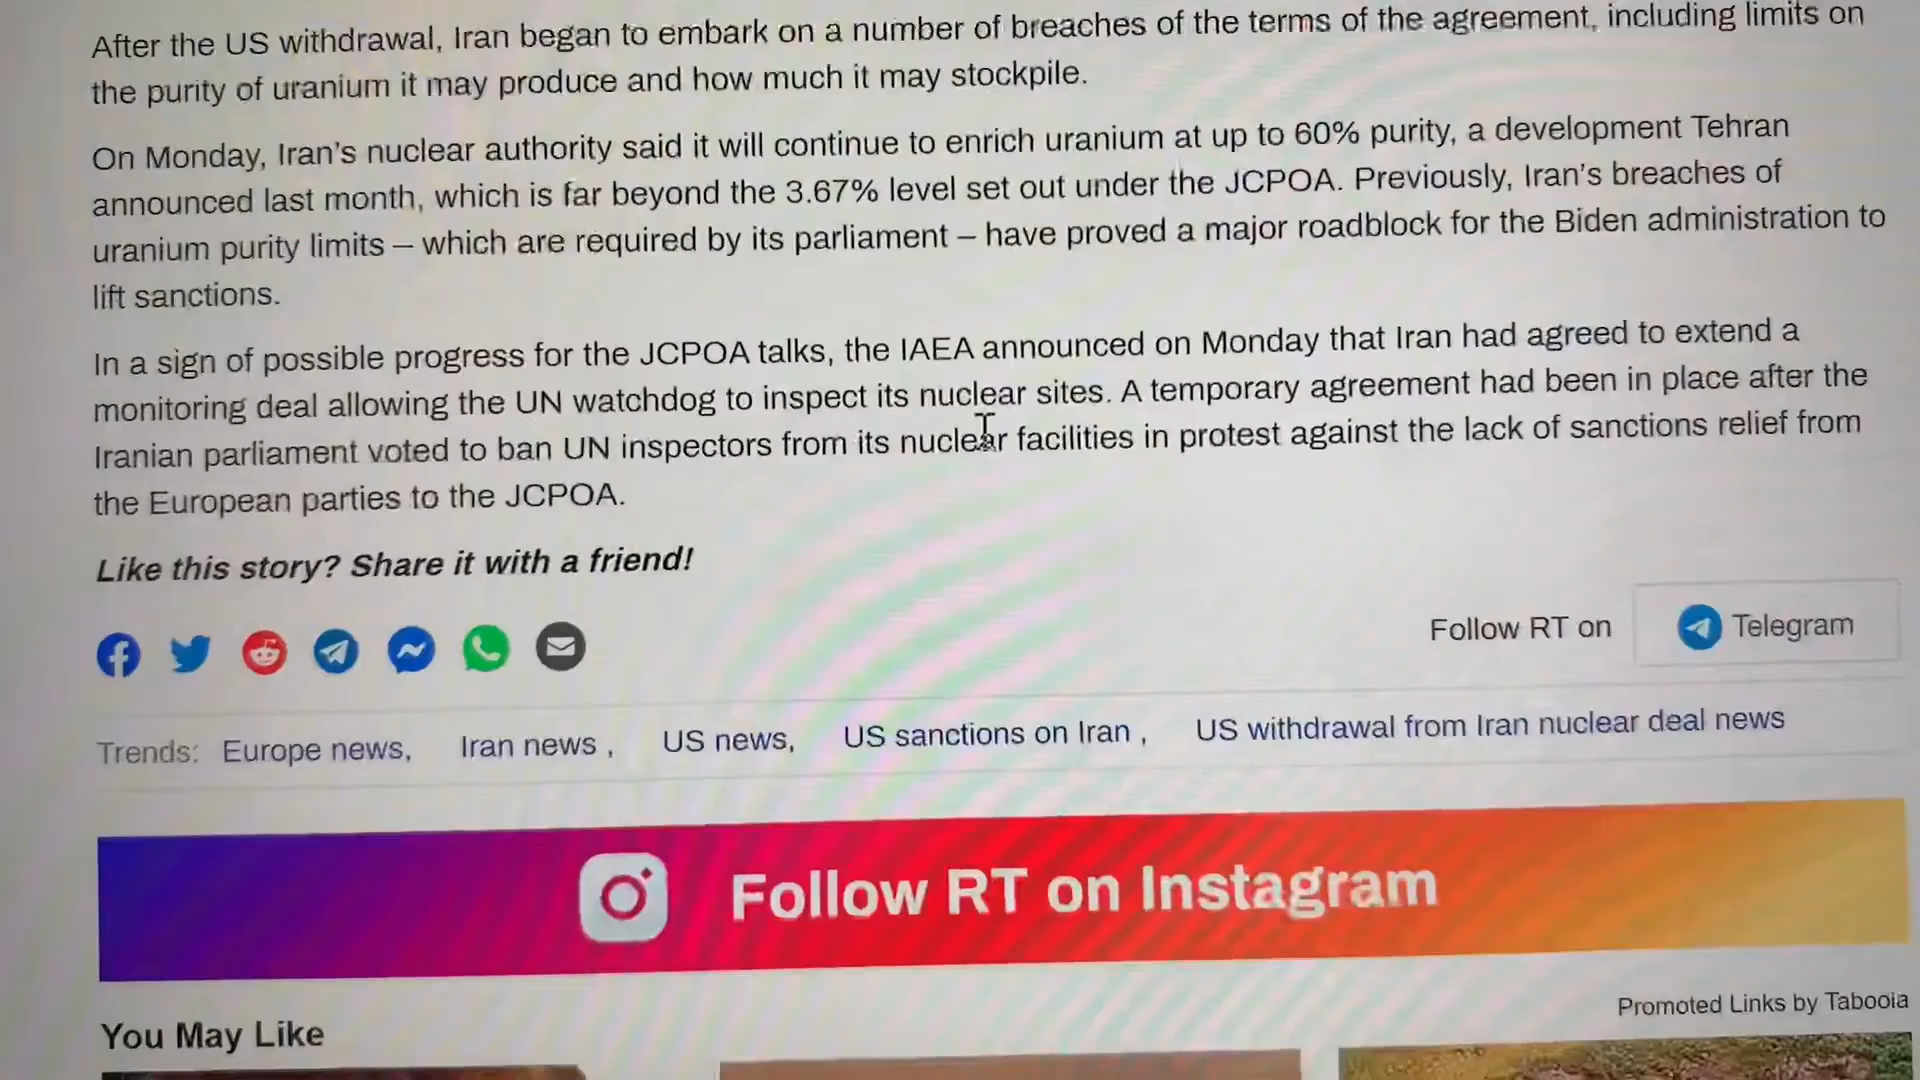 After the US withdrawal, Iran began to embark on a number of breaches of the terms of the agreement, including limits on
the purity of uranium it may produce and how much it may stockpile.
On Monday, Iran's nuclear authority said it will continue to enrich uranium at up to 60% purity, a development Tehran
announced last month, which is far beyond the 3.67% level set out under the JCPOA. Previously, Iran's breaches of
uranium purity limits – which are required by its parliament – have proved a major roadblock for the Biden administration to
lift sanctions.
In a sign of possible progress for the JCPOA talks, the IAEA announced on Monday that Iran had agreed to extend a
monitoring deal allowing the UN watchdog to inspect its nuclear sites. A temporary agreement had been in place after the
Iranian parliament voted to ban UN inspectors from its nuclear facilities in protest against the lack of sanctions relief from
the European parties to the JCPOA.
Like this story? Share it with a friend!
Follow RT on Telegram
Trends: Europe news, Iran news , US news, US sanctions on Iran , US withdrawal from Iran nuclear deal news
Follow RT on Instagram
Promoted Links by Taboola
You May Like